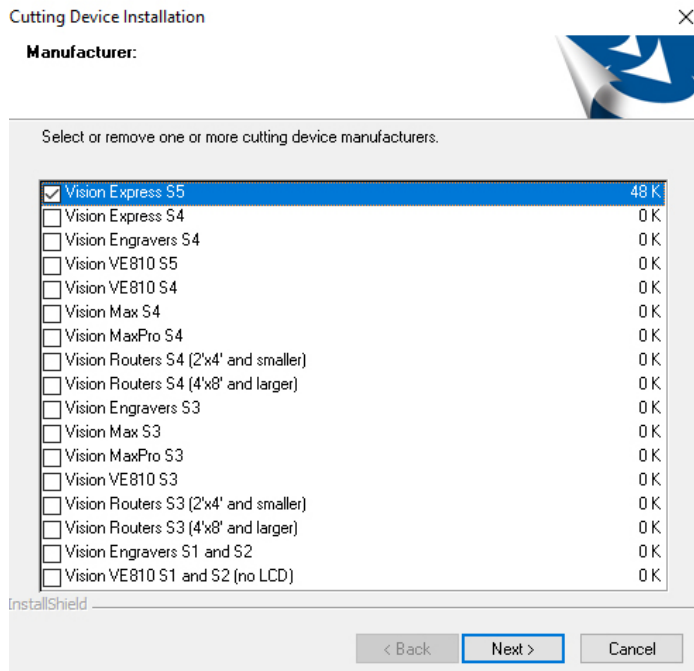 Cutting Device Installation
Manufacturer:
Select or remove one or more cutting device manufacturers.
Vision Express S5 48 K
Vision Express S4 0 K
Vision Engravers S4 0 K
Vision VE810 S5 0 K
Vision VE810 S4 0 K
Vision Max S4 0 K
Vision MaxPro S4 0 K
Vision Routers S4 (2'x4' and smaller) 0 K
Vision Routers S4 (4'x8' and larger) 0 K
Vision Engravers S3 0 K
Vision Max S3 0 K
Vision MaxPro S3 0 K
Vision VE810 S3 0 K
Vision Routers S3 (2'x4' and smaller) 0 K
Vision Routers S3 (4'x8' and larger) 0 K
Vision Engravers S1 and S2 0 K
Vision VE810 S1 and S2 (no LCD) 0 K
InstallShield
< Back Next > Cancel